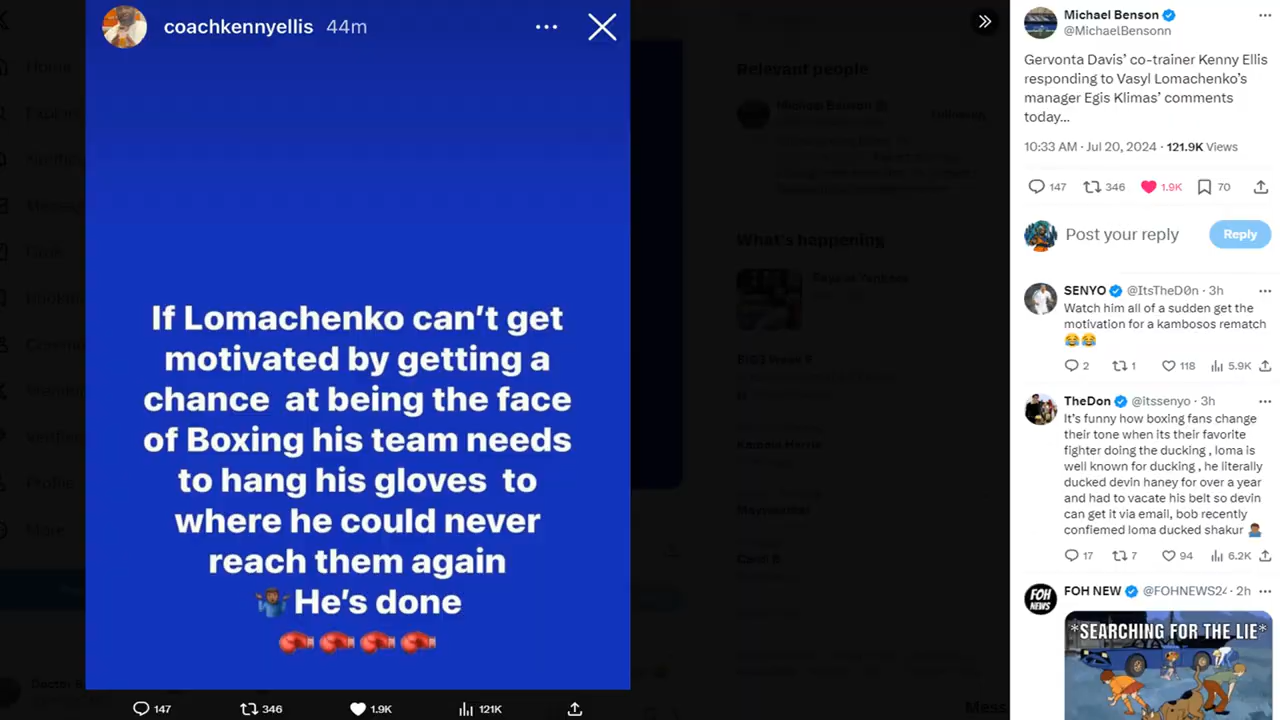 coachkennyellis 44m
If Lomachenko can't get
motivated by getting a
chance at being the face
of Boxing his team needs
to hang his gloves to
where he could never
reach them again
🤷🏾‍♂️He's done
🥊🥊🥊🥊
147 346 1.9K 121K
Relevant people
What's happening
Michael Benson
@MichaelBensonn
Gervonta Davis' co-trainer Kenny Ellis
responding to Vasyl Lomachenko's
manager Egis Klimas' comments
today...
10:33 AM · Jul 20, 2024 · 121.9K Views
147 346 1.9K 70
Post your reply
Reply
SENYO @ItsTheD0n · 3h
Watch him all of a sudden get the
motivation for a kambosos rematch
😂😂
2 1 118 5.9K
TheDon @itssenyo · 3h
It's funny how boxing fans change
their tone when its their favorite
fighter doing the ducking , loma is
well known for ducking , he literally
ducked devin haney for over a year
and had to vacate his belt so devin
can get it via email, bob recently
confiemed loma ducked shakur 🤷🏾‍♂️
17 7 94 6.2K
FOH NEW @FOHNEWS24 · 2h
FOH
NEWS
*SEARCHING FOR THE LIE*